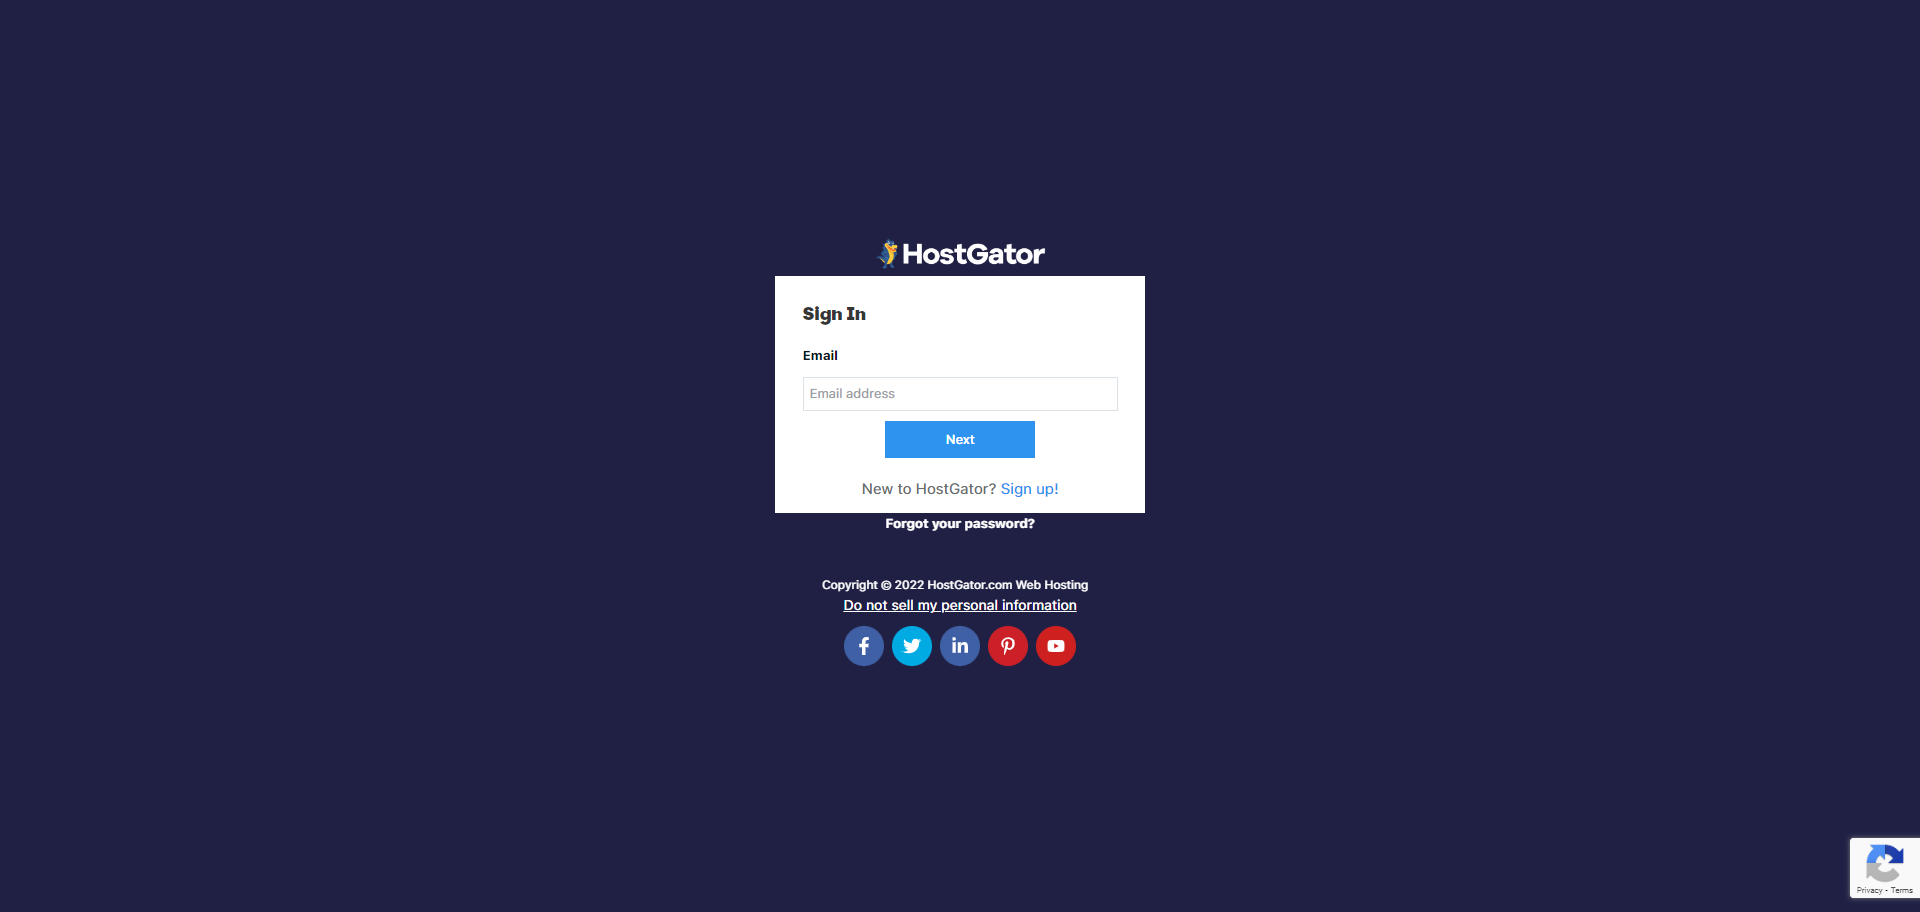 HostGator
Sign In
Email
Email address
Next
New to HostGator? Sign up!
Forgot your password?
Copyright © 2022 HostGator.com Web Hosting
Do not sell my personal information
Privacy - Terms